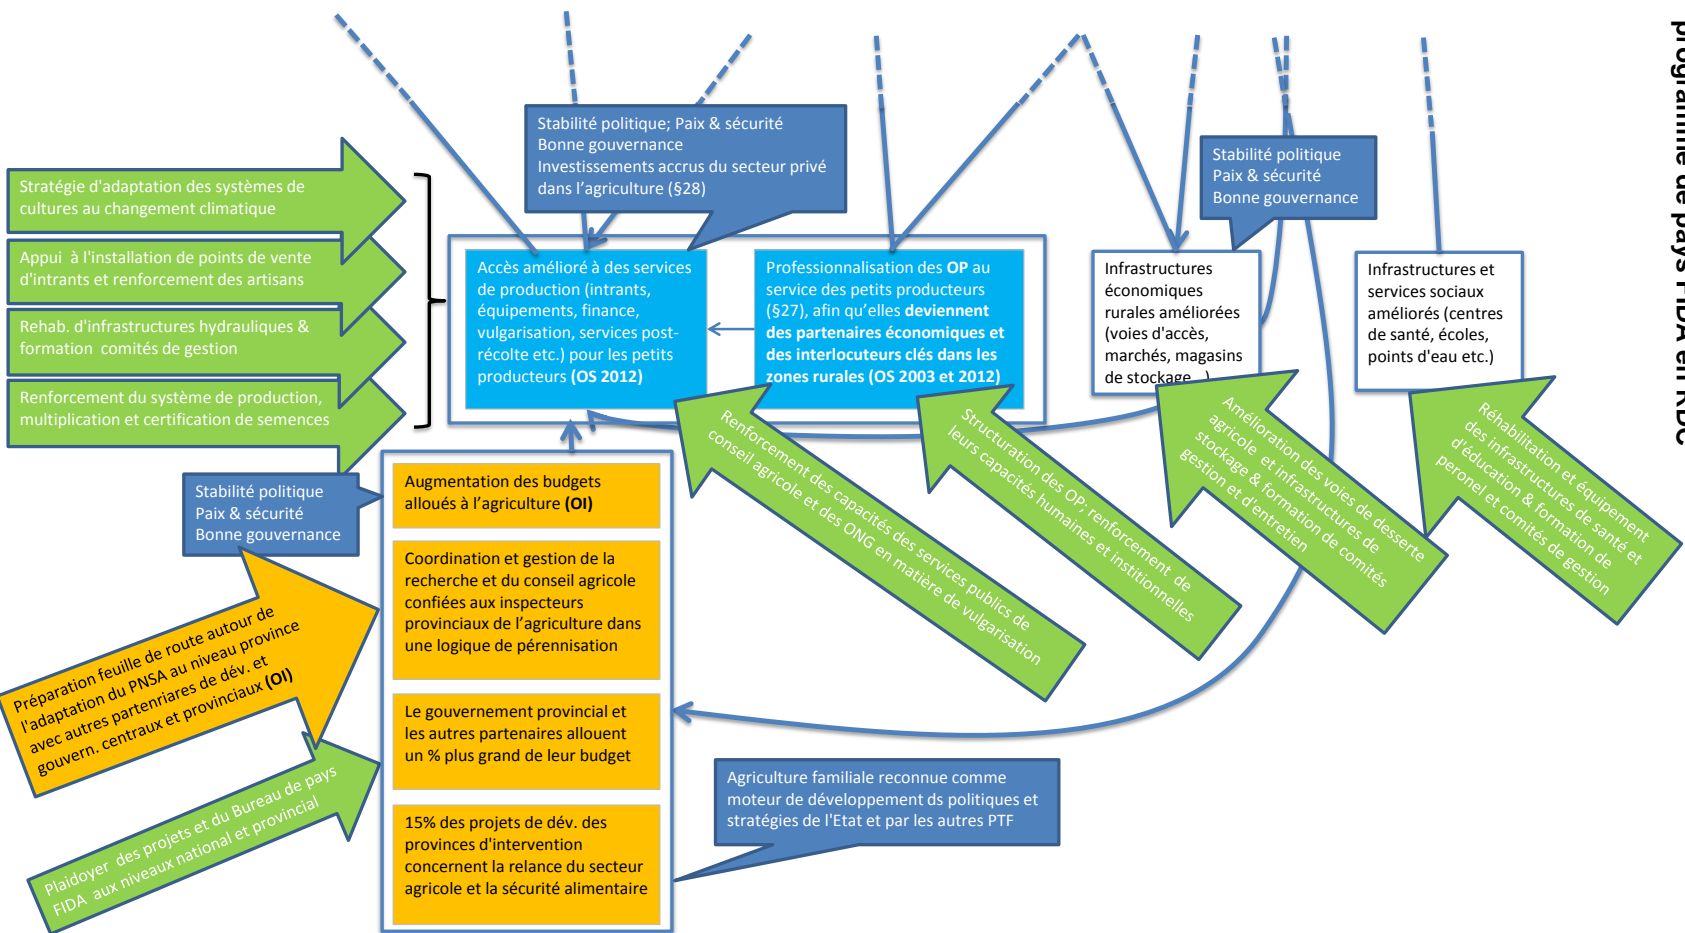 programme de pays FIDA en RDC
Stabilité politique; Paix & sécurité
Bonne gouvernance
Investissements accrus du secteur privé
dans l'agriculture (§28)
Stabilité politique
Paix & sécurité
Bonne gouvernance
Stratégie d'adaptation des systèmes de
cultures au changement climatique
Appui à l'installation de points de vente
d'intrants et renforcement des artisans
Rehab. d'infrastructures hydrauliques &
formation comités de gestion
Renforcement du système de production,
multiplication et certification de semences
Accès amélioré à des services
de production (intrants,
équipements, finance,
vulgarisation, services post-
récolte etc.) pour les petits
producteurs (OS 2012)
Professionnalisation des OP au
service des petits producteurs
(§27), afin qu'elles deviennent
des partenaires économiques et
des interlocuteurs clés dans les
zones rurales (OS 2003 et 2012)
Infrastructures
économiques
rurales améliorées
(voies d'accès,
marchés, magasins
de stockage…)
Infrastructures et
services sociaux
améliorés (centres
de santé, écoles,
points d'eau etc.)
Renforcement des capacités des services publics de
conseil agricole et des ONG en matière de vulgarisation
Structuration des OP; renforcement de
leurs capacités humaines et institionnelles
Amélioration des voies de desserte
agricole et infrastructures de
stockage & formation de comités
gestion et d'entretien
Réhabilitation et équipement
des infrastructures de santé et
d'éducation & formation de
peronel et comités de gestion
Stabilité politique
Paix & sécurité
Bonne gouvernance
Augmentation des budgets
alloués à l'agriculture (OI)
Coordination et gestion de la
recherche et du conseil agricole
confiées aux inspecteurs
provinciaux de l'agriculture dans
une logique de pérennisation
Le gouvernement provincial et
les autres partenaires allouent
un % plus grand de leur budget
15% des projets de dév. des
provinces d'intervention
concernent la relance du secteur
agricole et la sécurité alimentaire
Préparation feuille de route autour de
l'adaptation du PNSA au niveau province
avec autres partenriares de dév. et
gouvern. centraux et provinciaux (OI)
Plaidoyer des projets et du Bureau de pays
FIDA aux niveaux national et provincial
Agriculture familiale reconnue comme
moteur de développement ds politiques et
stratégies de l'Etat et par les autres PTF